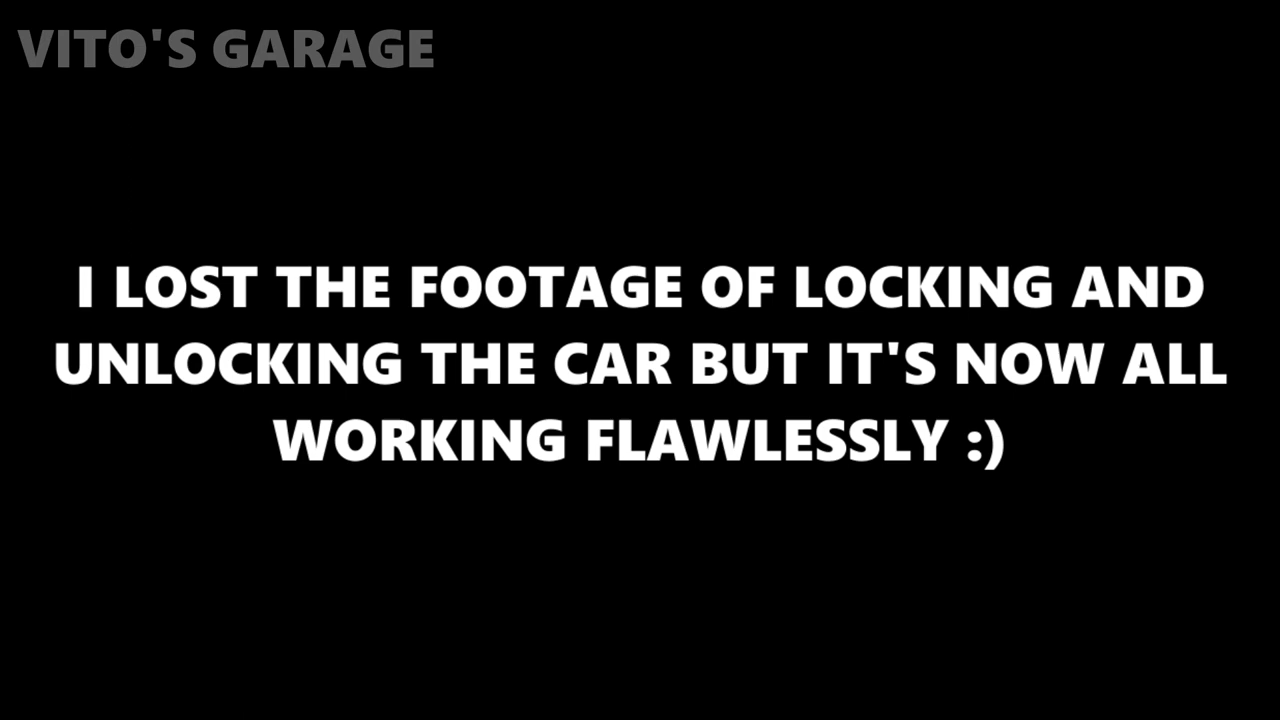 VITO'S GARAGE
I LOST THE FOOTAGE OF LOCKING AND
UNLOCKING THE CAR BUT IT'S NOW ALL
WORKING FLAWLESSLY :)